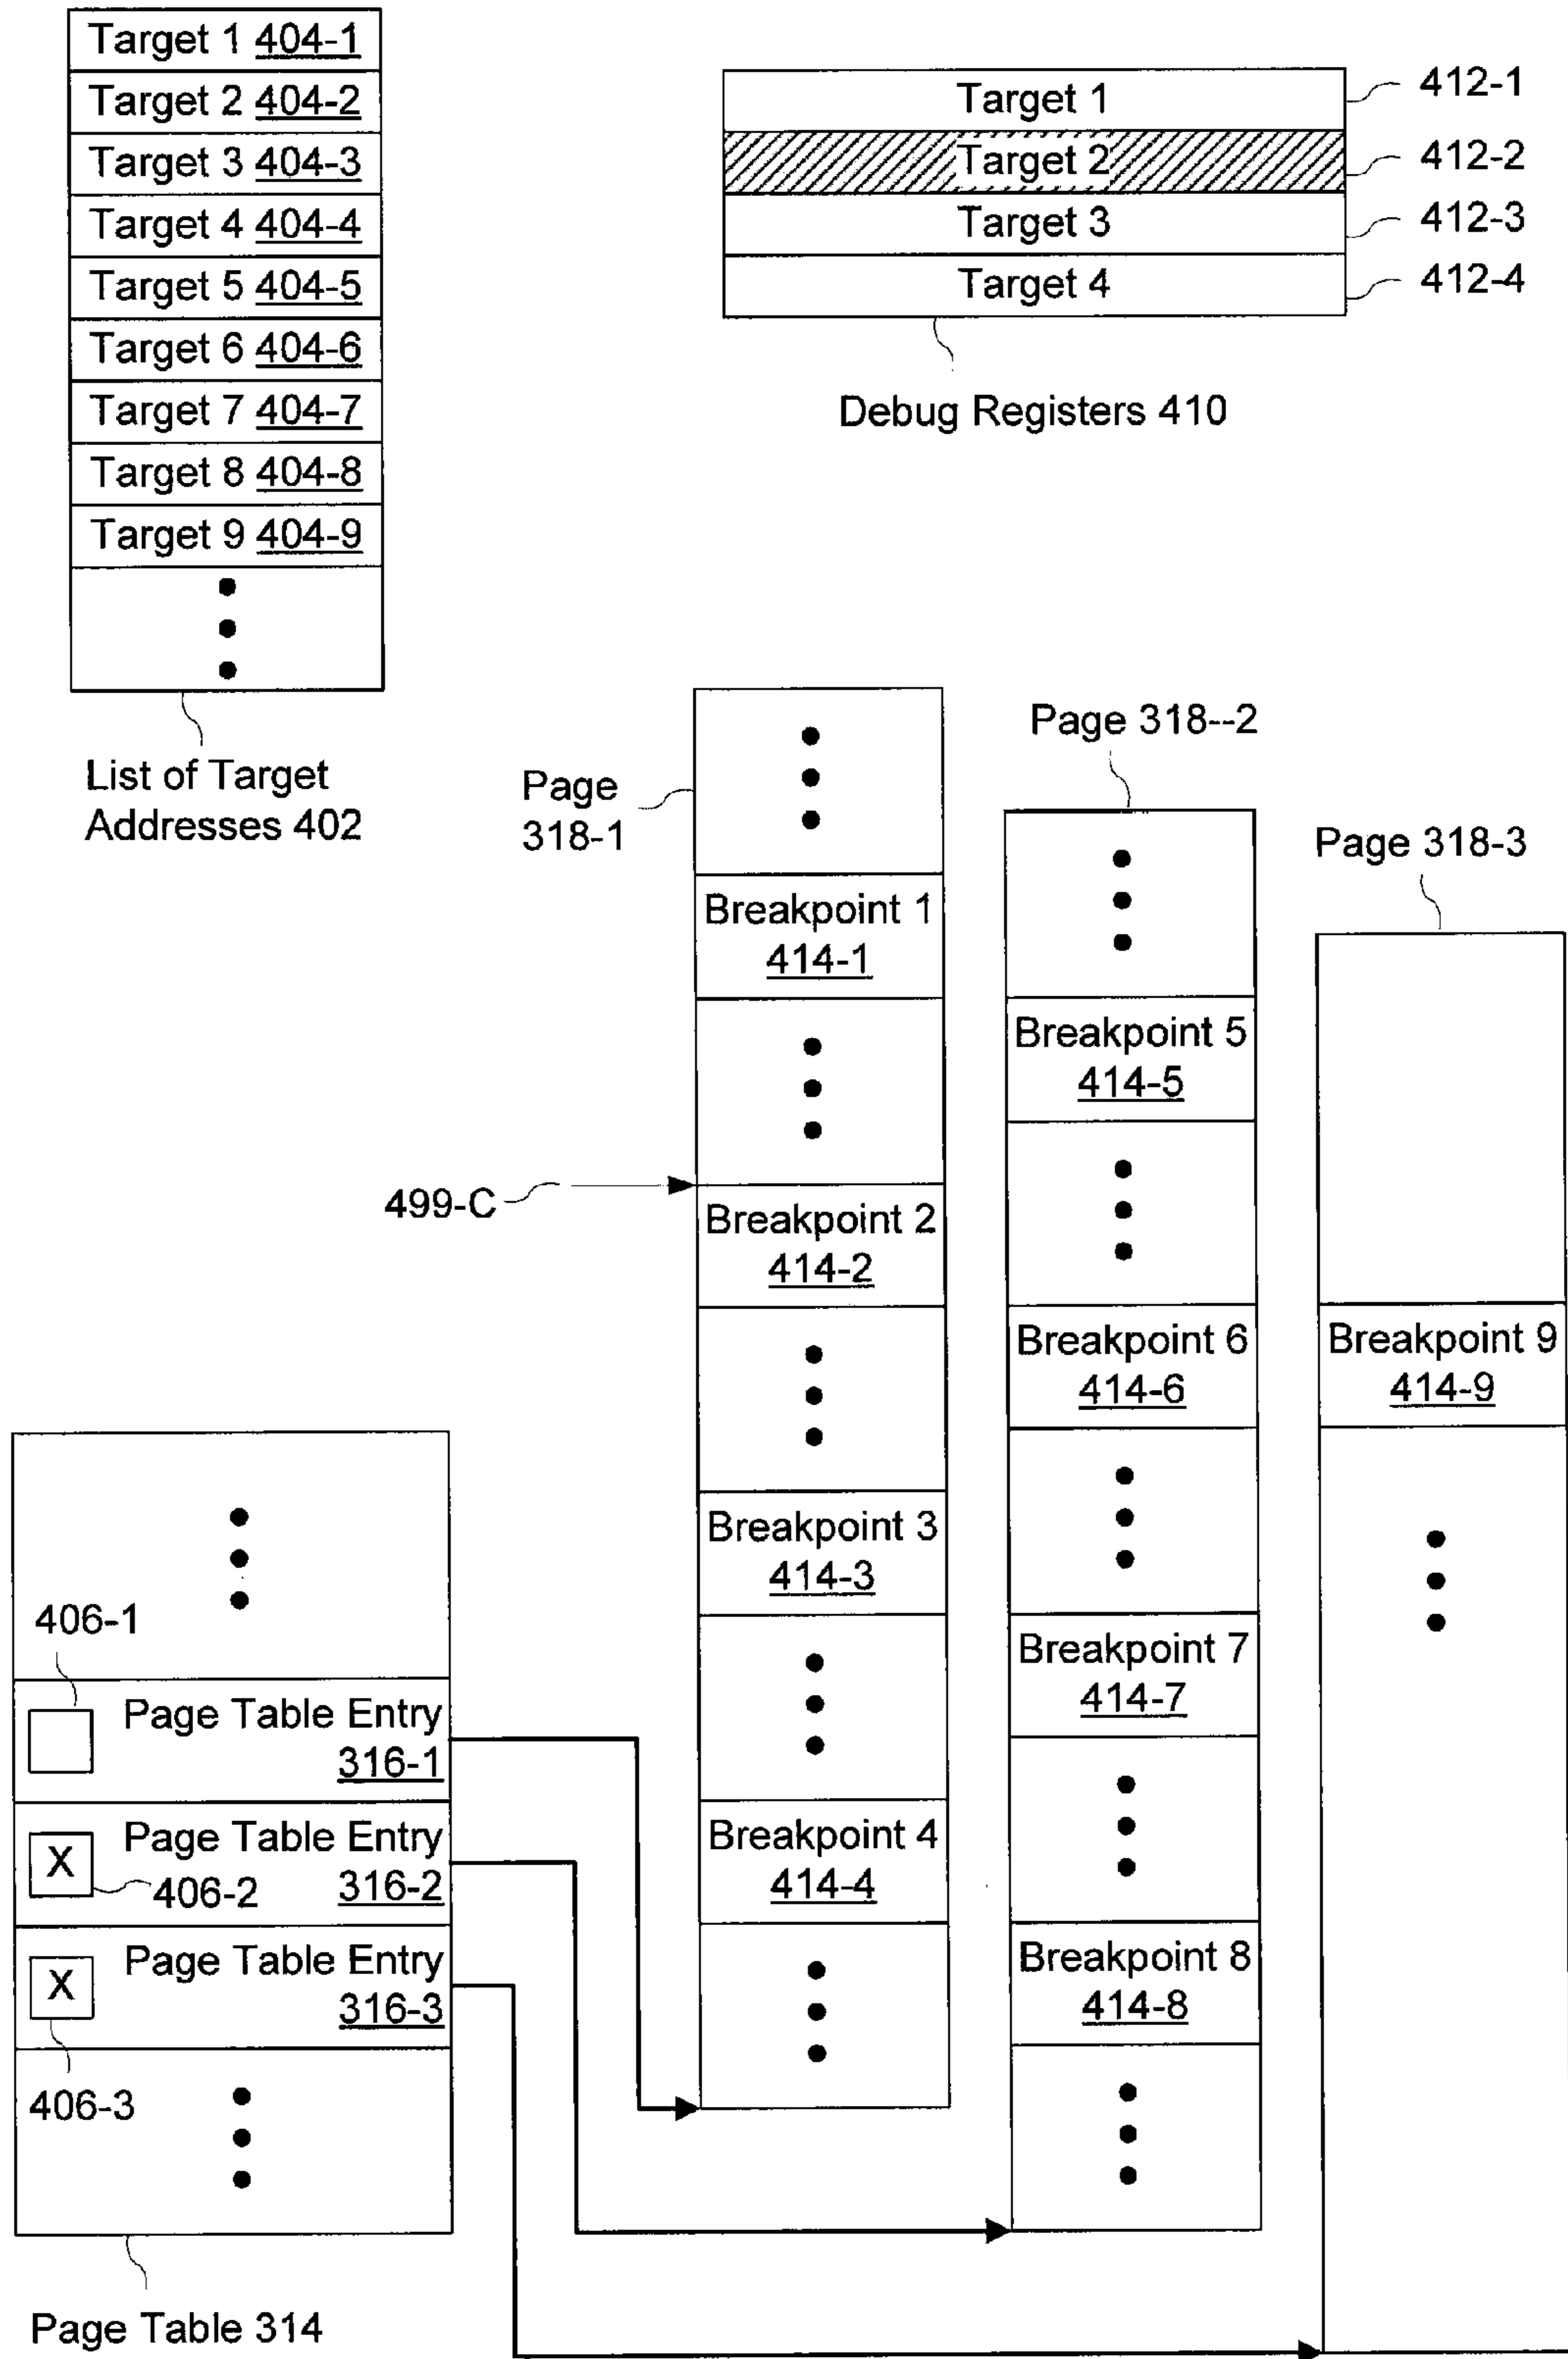 Target 1 404-1
Target 2 404-2
Target 3 404-3
Target 4 404-4
Target 5 404-5
Target 6 404-6
Target 7 404-7
Target 8 404-8
Target 9 404-9
List of Target
Addresses 402
Target 1
412-1
Target 2
412-2
Target 3
412-3
Target 4
412-4
Debug Registers 410
Page
318-1
Breakpoint 1
414-1
499-C
Breakpoint 2
414-2
Breakpoint 3
414-3
Breakpoint 4
414-4
Page 318--2
Breakpoint 5
414-5
Breakpoint 6
414-6
Breakpoint 7
414-7
Breakpoint 8
414-8
Page 318-3
Breakpoint 9
414-9
406-1
Page Table Entry
316-1
X
Page Table Entry
406-2
316-2
X
Page Table Entry
316-3
406-3
Page Table 314